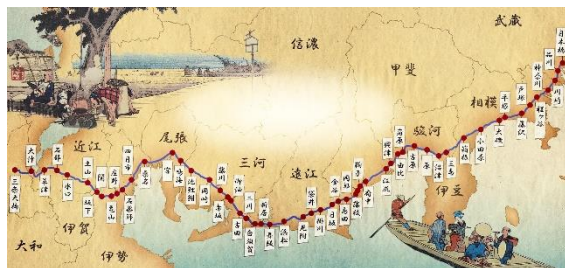 武蔵
信濃
甲斐
相模
駿河
伊豆
遠江
三河
尾張
近江
伊賀
伊勢
大和
日本橋
品川
神奈川
程ヶ谷
戸塚
藤沢
平塚
大磯
小田原
箱根
三島
沼津
原
吉原
蒲原
由比
興津
江尻
府中
鞠子
岡部
藤枝
島田
金谷
日坂
掛川
袋井
見附
浜松
舞坂
新居
白須賀
二川
吉田
御油
赤坂
藤川
岡崎
池鯉鮒
鳴海
宮
桑名
四日市
石薬師
庄野
亀山
関
坂下
土山
水口
石部
草津
大津
三条大橋